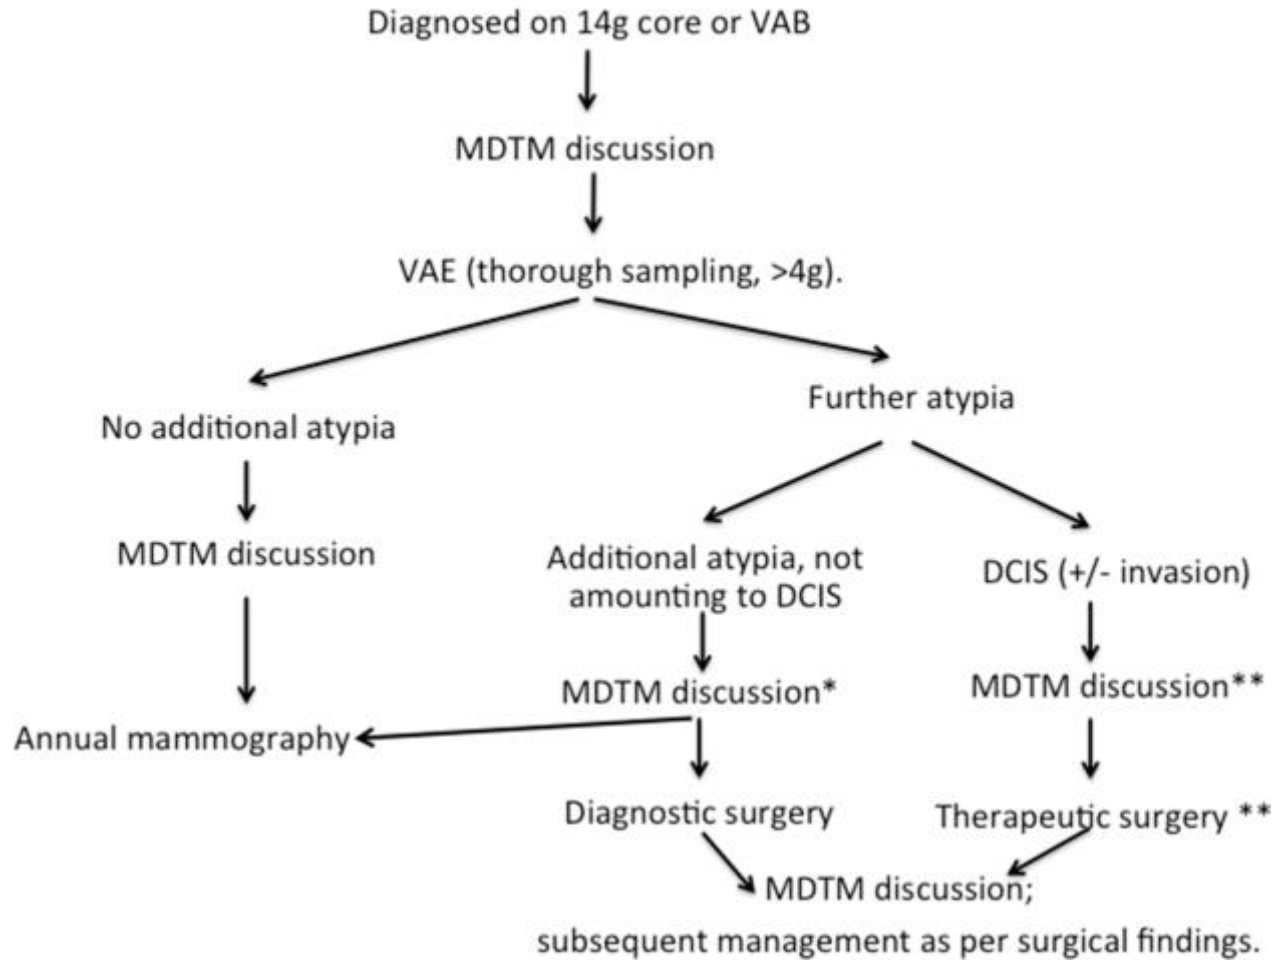 Diagnosed on 14g core or VAB
MDTM discussion
VAE (thorough sampling, >4g).
No additional atypia
Further atypia
MDTM discussion
Additional atypia, not
amounting to DCIS
DCIS (+/- invasion)
MDTM discussion*
MDTM discussion**
Annual mammography
Diagnostic surgery
Therapeutic surgery **
MDTM discussion;
subsequent management as per surgical findings.